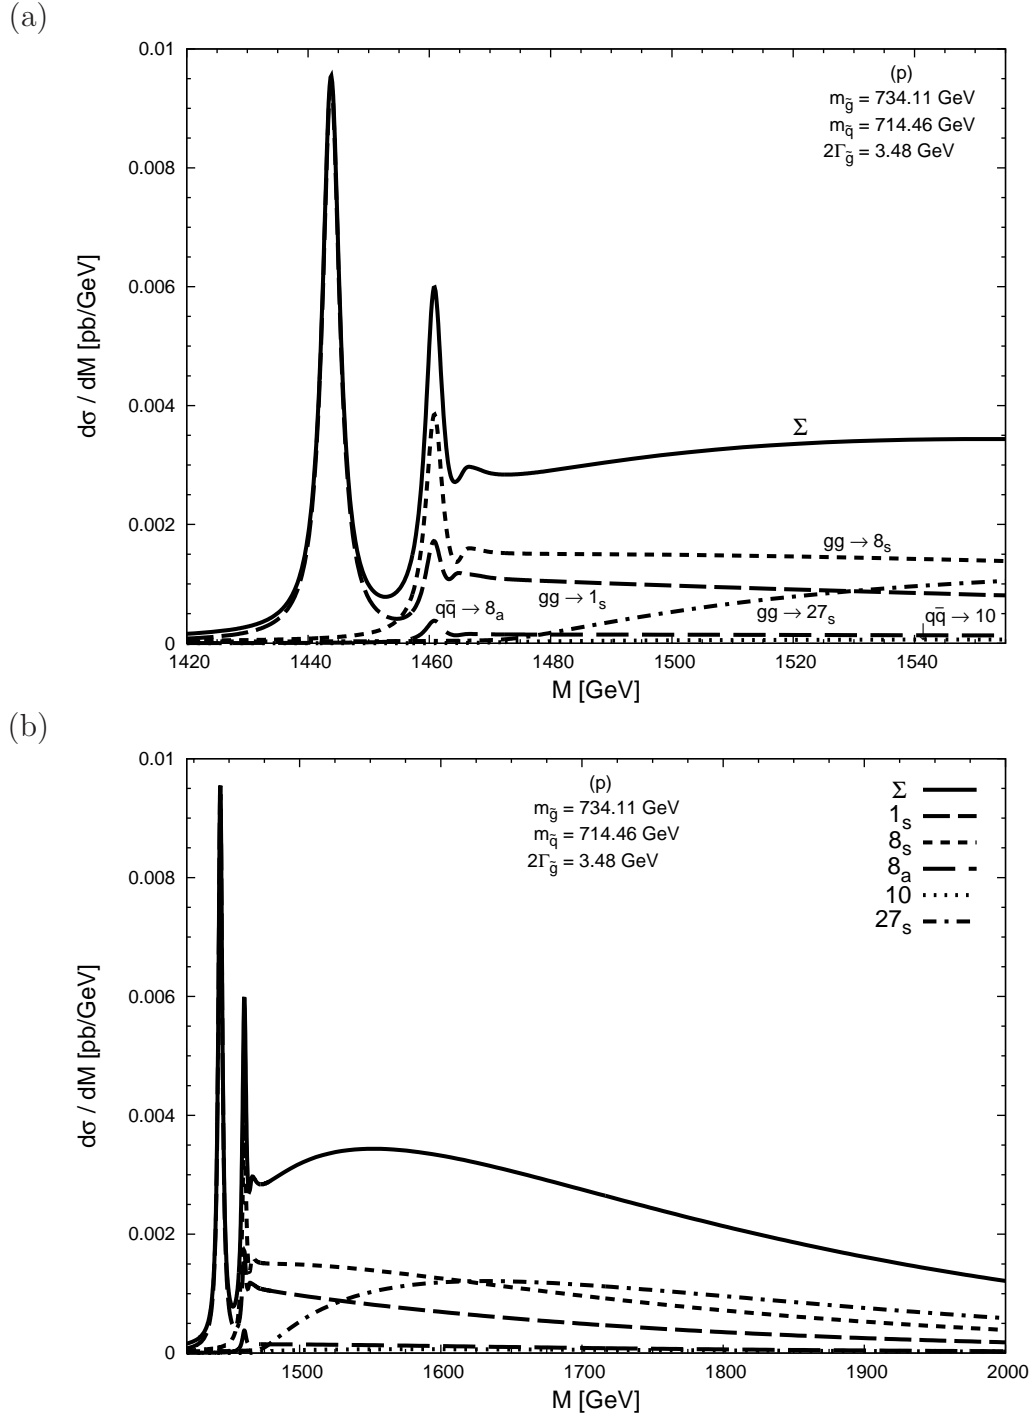 (a)
0.01
0.008
0.006
0.004
0.002
0
dσ / dM [pb/GeV]
(p)
m_g̃ = 734.11 GeV
m_q̃ = 714.46 GeV
2Γ_g̃ = 3.48 GeV
Σ
gg → 8_s
qq̄ → 8_a
gg → 1_s
gg → 27_s
qq̄ → 10
1420 1440 1460 1480 1500 1520 1540
M [GeV]
(b)
0.01
0.008
0.006
0.004
0.002
0
dσ / dM [pb/GeV]
(p)
m_g̃ = 734.11 GeV
m_q̃ = 714.46 GeV
2Γ_g̃ = 3.48 GeV
Σ
1_s
8_s
8_a
10
27_s
1500 1600 1700 1800 1900 2000
M [GeV]